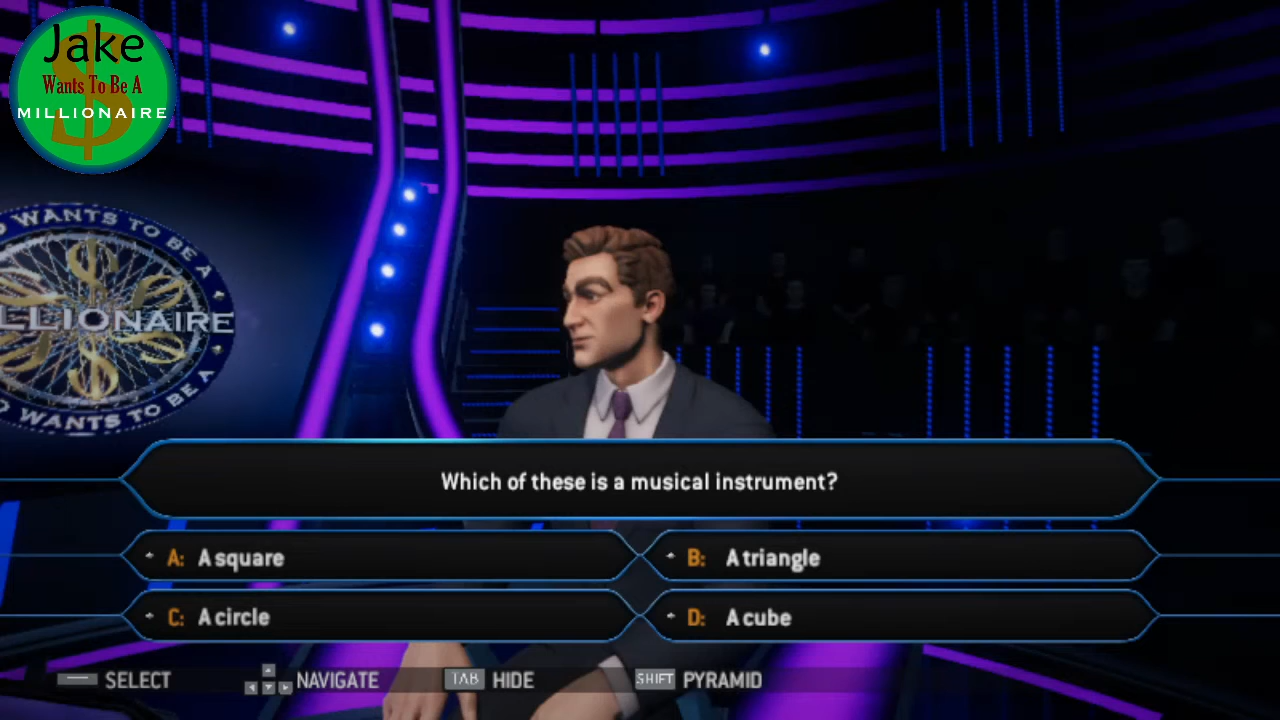 Jake
Wants To Be A
MILLIONAIRE
WANTS TO BE A
LLIONAIRE
WANTS TO BE A
Which of these is a musical instrument?
A: A square
B: A triangle
C: A circle
D: A cube
SELECT
NAVIGATE
TAB HIDE
SHIFT PYRAMID